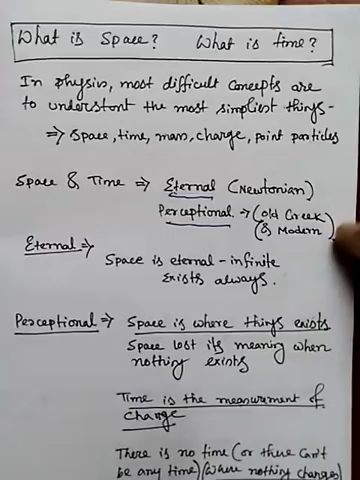 What is space? What is time?
In physics, most difficult concepts are
to understant the most simpliest things -
⇒ Space, time, mass, charge, point particles
Space & Time ⇒ Eternal (Newtonian)
Perceptional → (Old Greek
& Modern)
Eternal ⇒
Space is eternal - infinite
exists always.
Perceptional ⇒ Space is where things exists
Space lost its meaning when
nothing exists
Time is the measurement of
change
There is no time (or there can't
be any time) (where nothing changes)